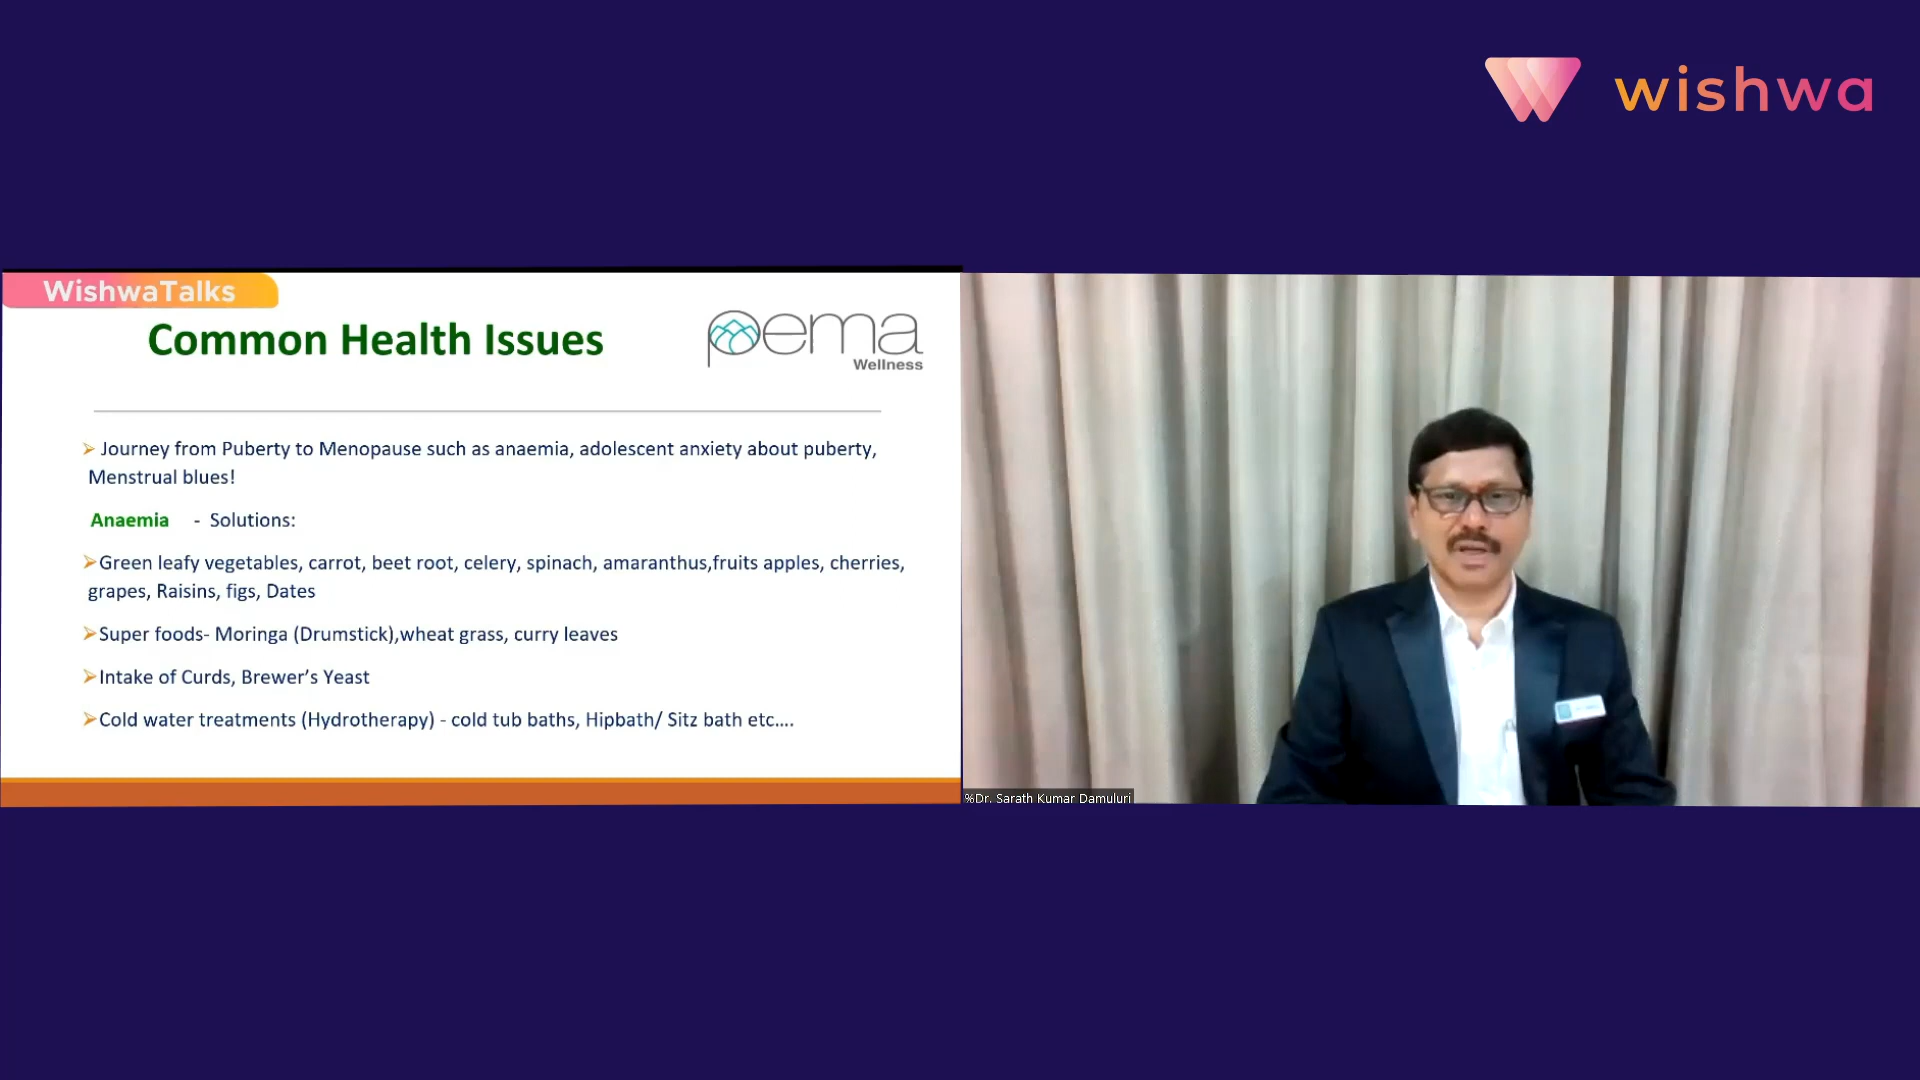 wishwa
WishwaTalks
Common Health Issues
pema
Wellness
➢ Journey from Puberty to Menopause such as anaemia, adolescent anxiety about puberty,
Menstrual blues!
Anaemia - Solutions:
➢Green leafy vegetables, carrot, beet root, celery, spinach, amaranthus,fruits apples, cherries,
grapes, Raisins, figs, Dates
➢Super foods- Moringa (Drumstick),wheat grass, curry leaves
➢Intake of Curds, Brewer’s Yeast
➢Cold water treatments (Hydrotherapy) - cold tub baths, Hipbath/ Sitz bath etc....
%Dr. Sarath Kumar Damuluri